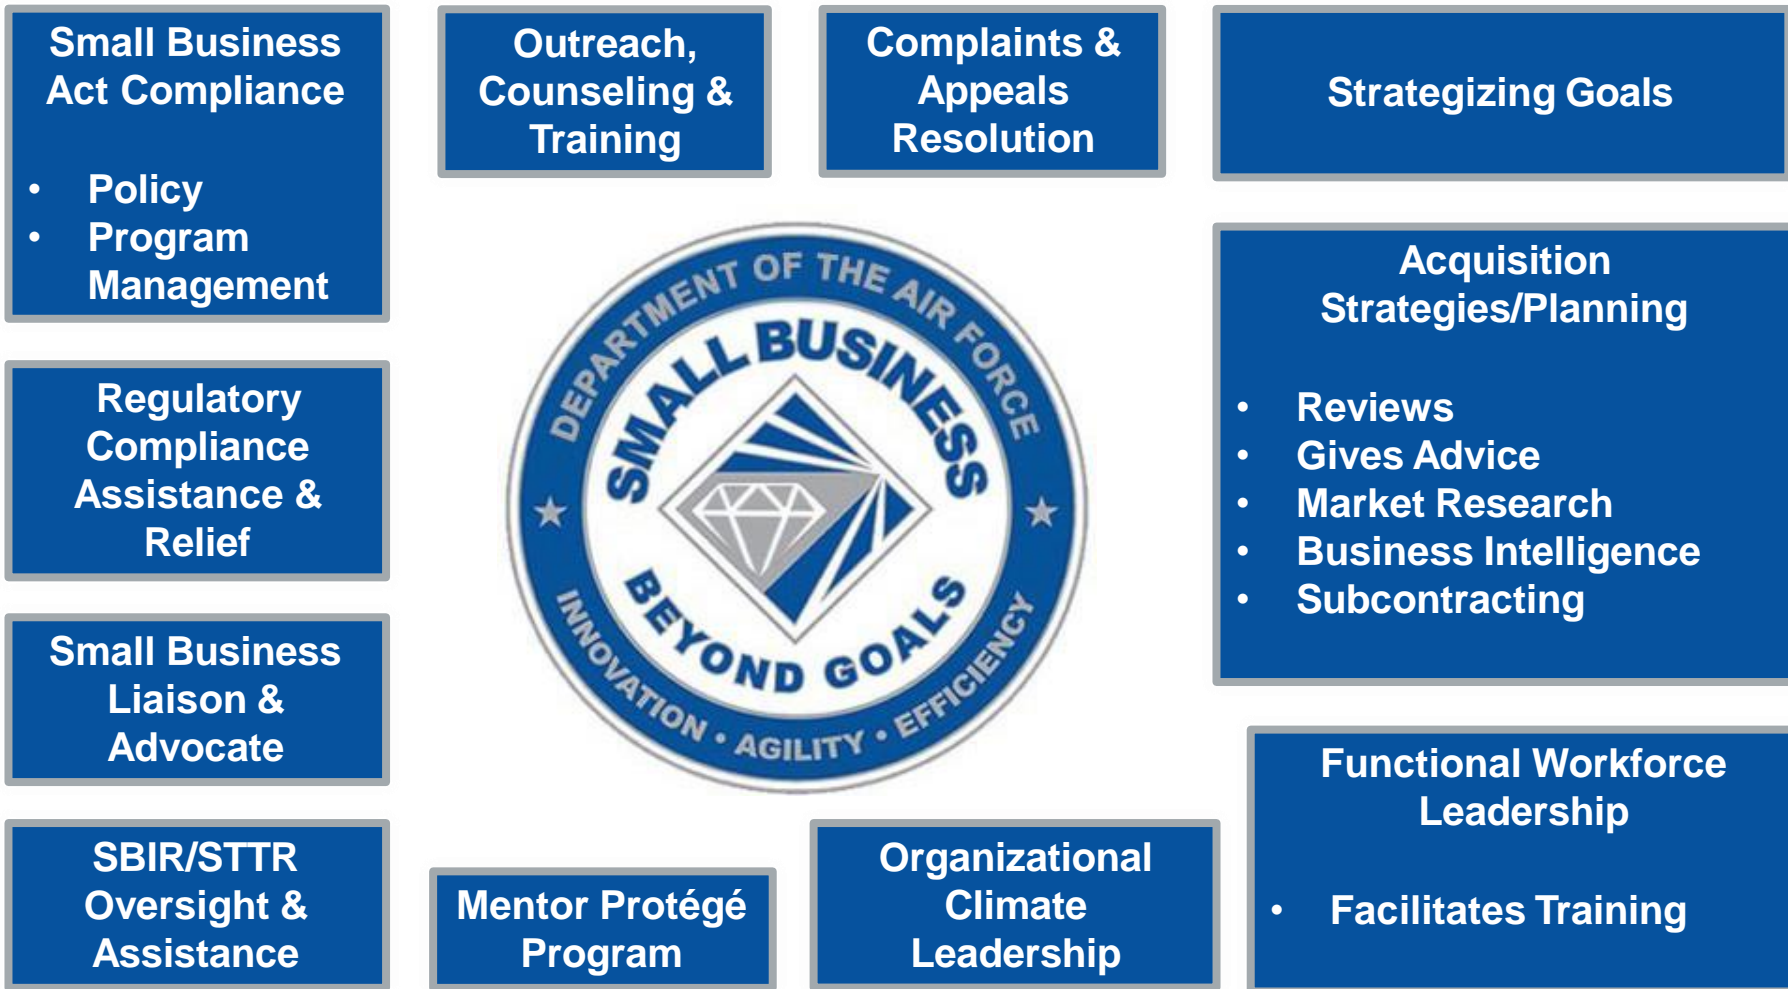 Small Business
Act Compliance
• Policy
• Program
Management
Outreach,
Counseling &
Training
Complaints &
Appeals
Resolution
Strategizing Goals
Regulatory
Compliance
Assistance &
Relief
DEPARTMENT OF THE AIR FORCE
SMALL BUSINESS
BEYOND GOALS
INNOVATION • AGILITY • EFFICIENCY
Acquisition
Strategies/Planning
• Reviews
• Gives Advice
• Market Research
• Business Intelligence
• Subcontracting
Small Business
Liaison &
Advocate
SBIR/STTR
Oversight &
Assistance
Mentor Protégé
Program
Organizational
Climate
Leadership
Functional Workforce
Leadership
• Facilitates Training